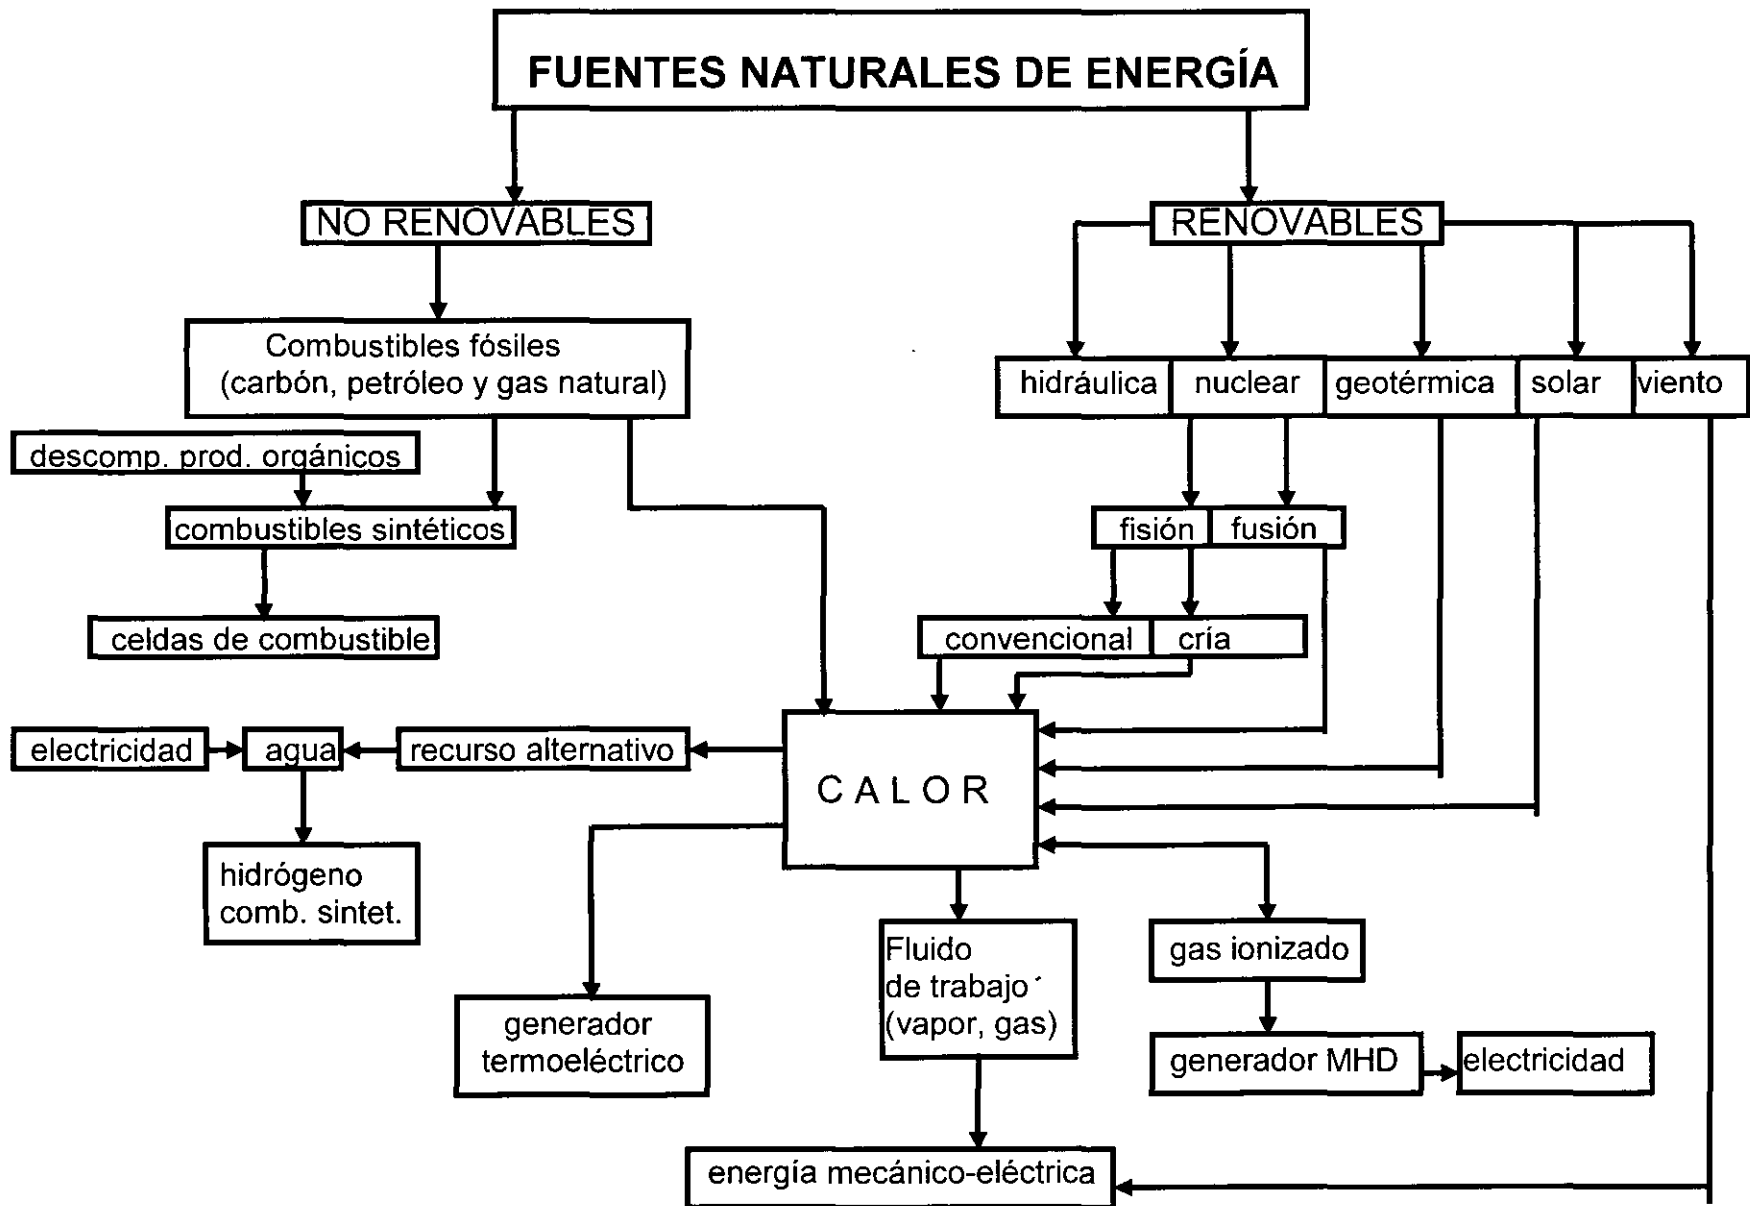 FUENTES NATURALES DE ENERGÍA
NO RENOVABLES
RENOVABLES
Combustibles fósiles
(carbón, petróleo y gas natural)
hidráulica
nuclear
geotérmica
solar
viento
descomp. prod. orgánicos
combustibles sintéticos
fisión
fusión
celdas de combustible
convencional
cría
electricidad
agua
recurso alternativo
CALOR
hidrógeno
comb. sintet.
Fluido
de trabajo
(vapor, gas)
gas ionizado
generador
termoeléctrico
generador MHD
electricidad
energía mecánico-eléctrica